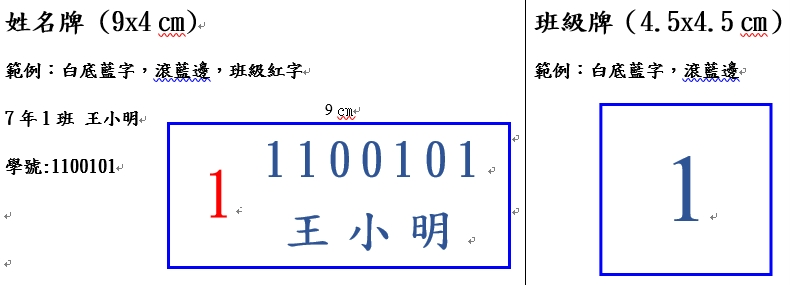 姓名牌（9x4 cm)
範例：白底藍字，滾藍邊，班級紅字
7 年 1 班 王小明
學號:1100101
9 cm
1
1100101
王小明
班級牌（4.5x4.5 cm）
範例：白底藍字，滾藍邊
1